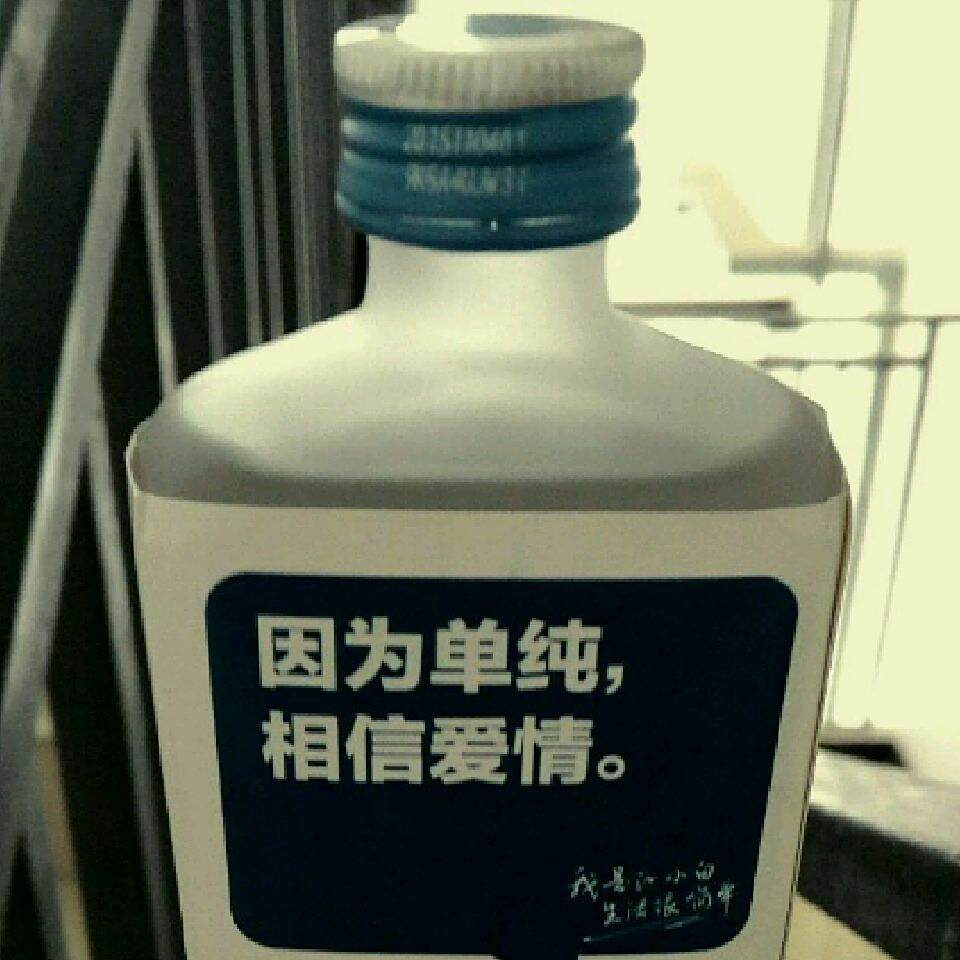 因为单纯，
相信爱情。
我是江小白
生活很简单